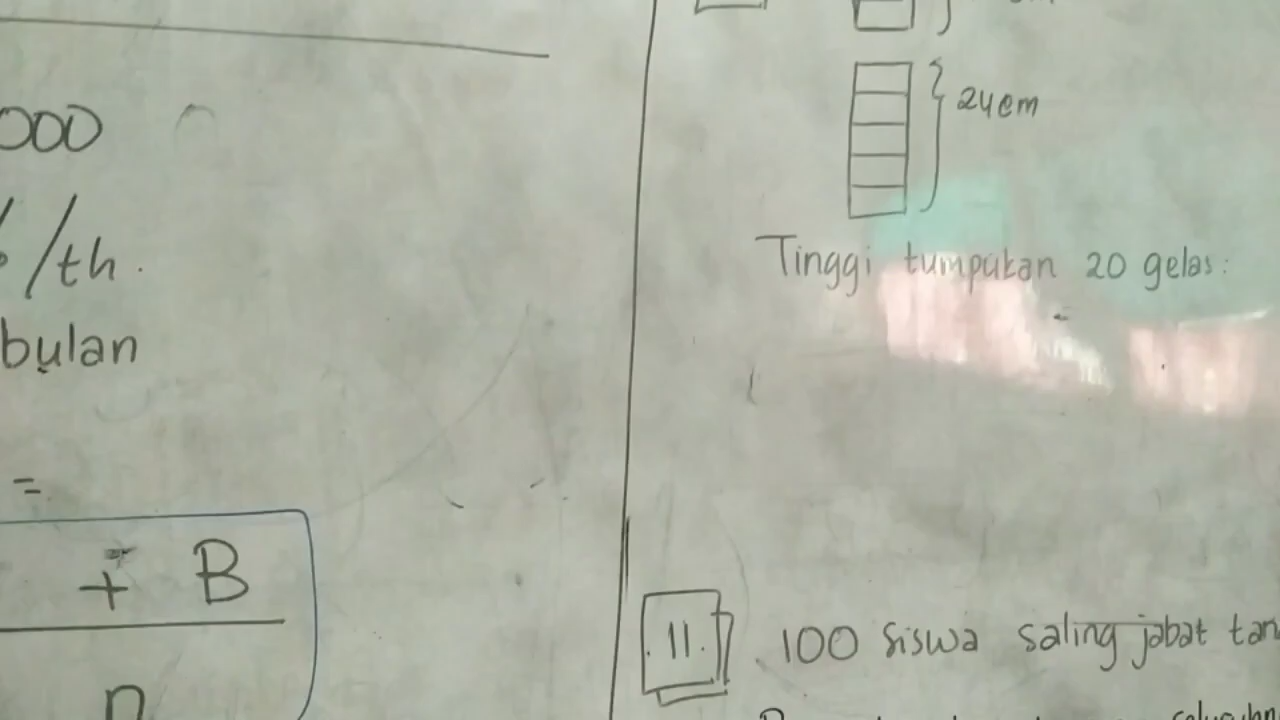 000
/th.
bulan
=
+ B
n
24cm
Tinggi tumpukan 20 gelas:
11. 100 siswa saling jabat tan